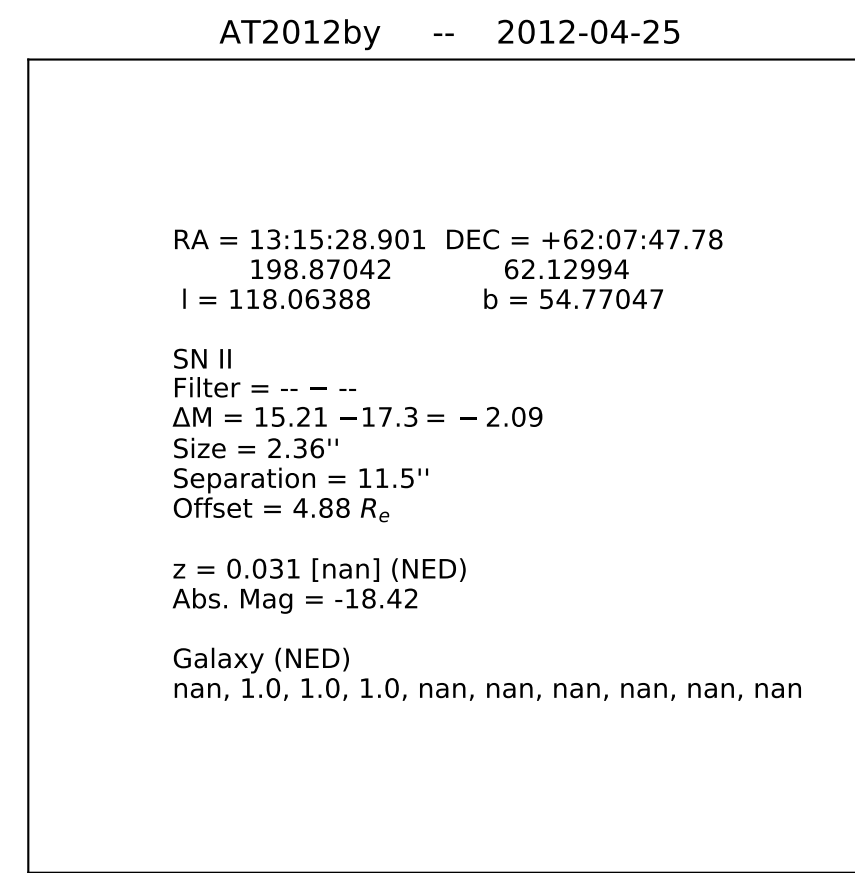 AT2012by -- 2012-04-25
RA = 13:15:28.901 DEC = +62:07:47.78
198.87042 62.12994
l = 118.06388 b = 54.77047
SN II
Filter = -- − --
ΔM = 15.21 −17.3 = − 2.09
Size = 2.36''
Separation = 11.5''
Offset = 4.88 Rₑ
z = 0.031 [nan] (NED)
Abs. Mag = -18.42
Galaxy (NED)
nan, 1.0, 1.0, 1.0, nan, nan, nan, nan, nan, nan